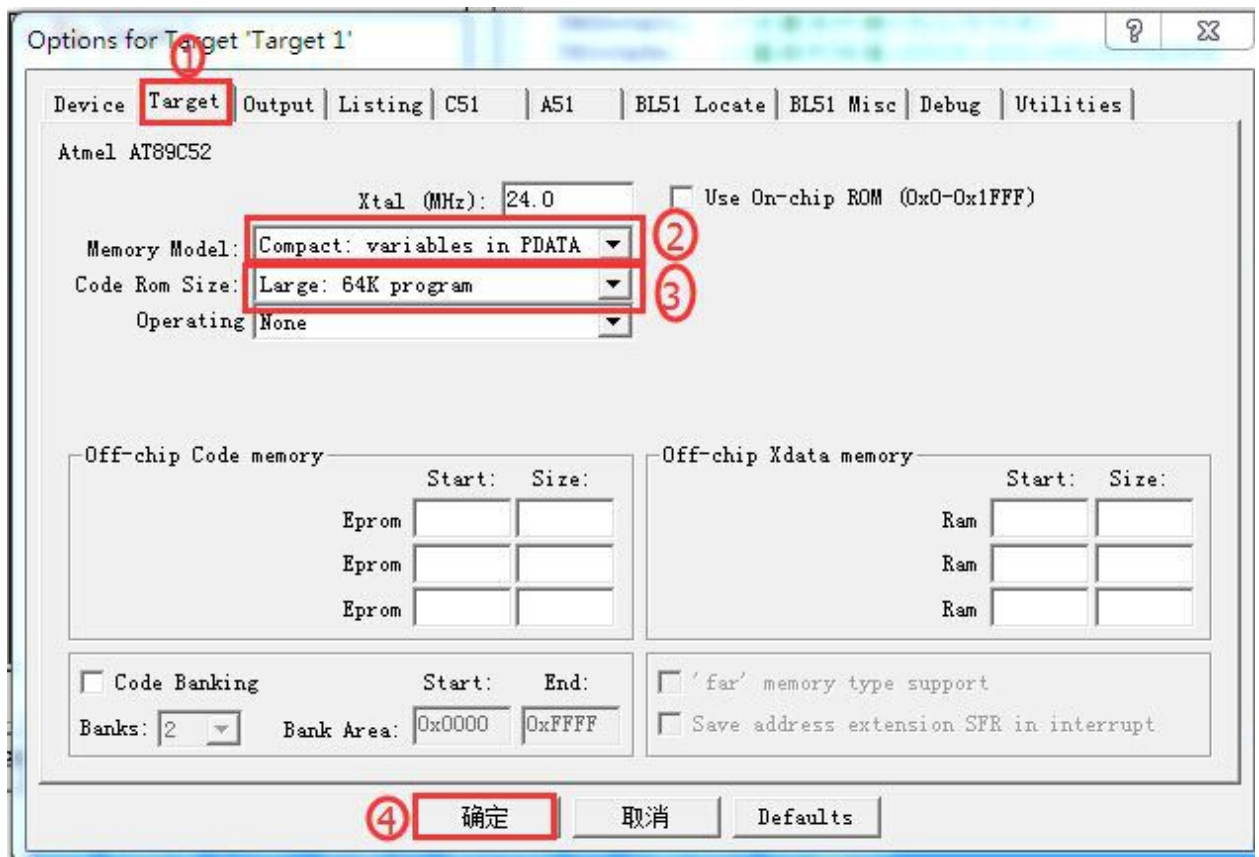 Options for Target 'Target 1'
①
Device Target Output Listing C51 A51 BL51 Locate BL51 Misc Debug Utilities
Atmel AT89C52
Xtal (MHz): 24.0 Use On-chip ROM (0x0-0x1FFF)
Memory Model: Compact: variables in PDATA ②
Code Rom Size: Large: 64K program ③
Operating None
Off-chip Code memory Off-chip Xdata memory
Start: Size: Start: Size:
Eprom Ram
Eprom Ram
Eprom Ram
Code Banking Start: End: 'far' memory type support
Banks: 2 Bank Area: 0x0000 0xFFFF Save address extension SFR in interrupt
④ 确定 取消 Defaults